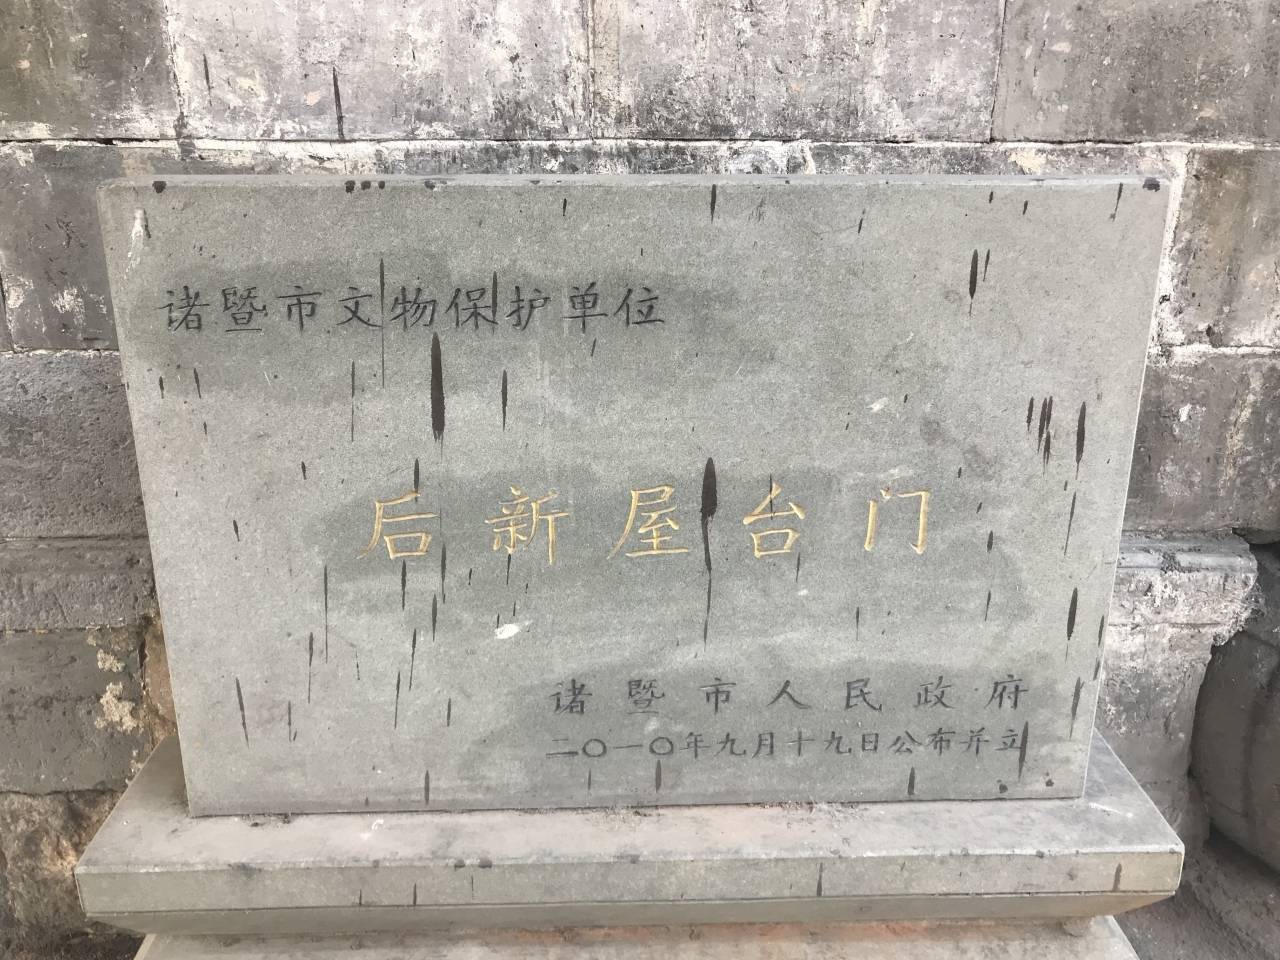 诸暨市文物保护单位
后新屋台门
诸暨市人民政府
二〇一〇年九月十九日公布并立